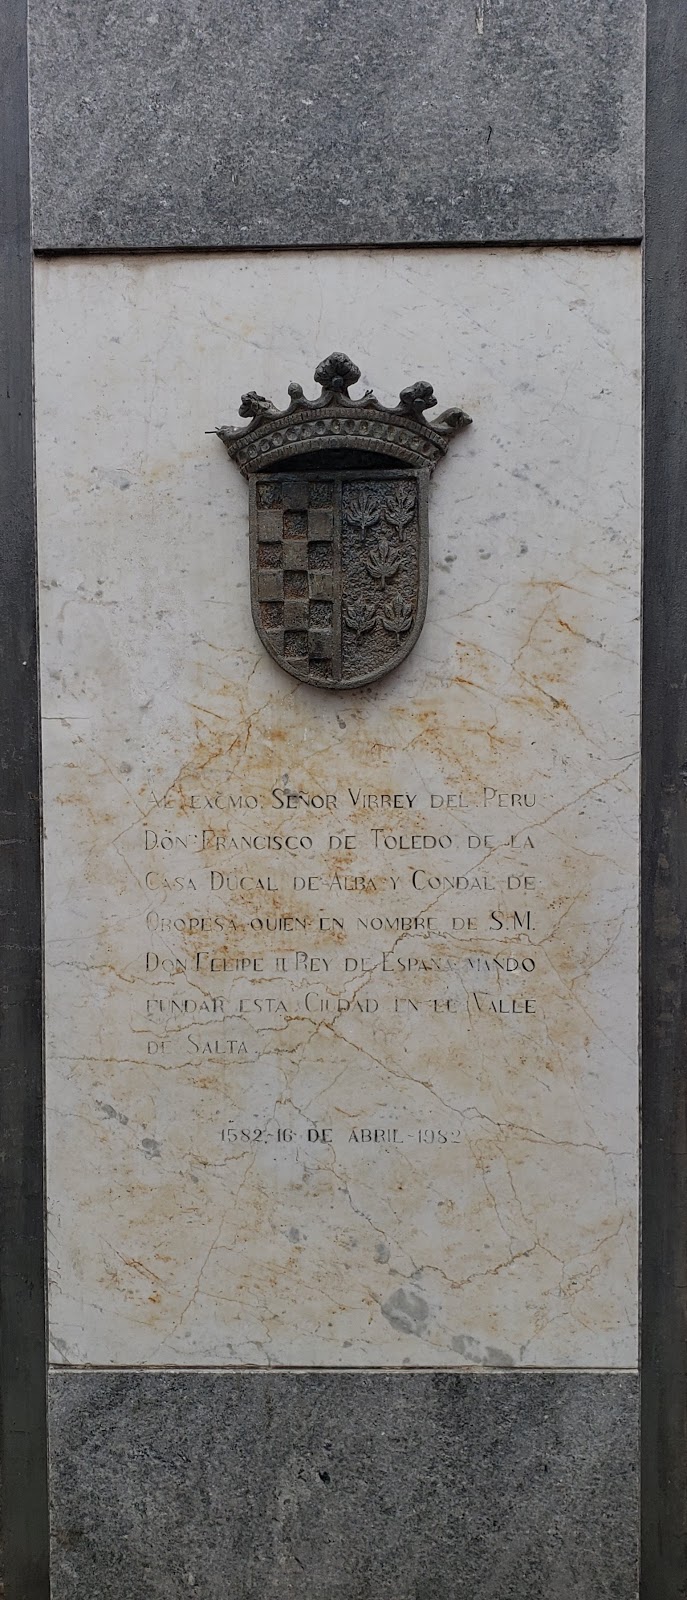 AL EXCMO. SEÑOR VIRREY DEL PERU
DON FRANCISCO DE TOLEDO DE LA
CASA DUCAL DE ALBA Y CONDAL DE
OROPESA QUIEN EN NOMBRE DE S.M.
DON FELIPE II REY DE ESPAÑA MANDO
FUNDAR ESTA CIUDAD EN EL VALLE
DE SALTA.
1582-16 DE ABRIL-1982